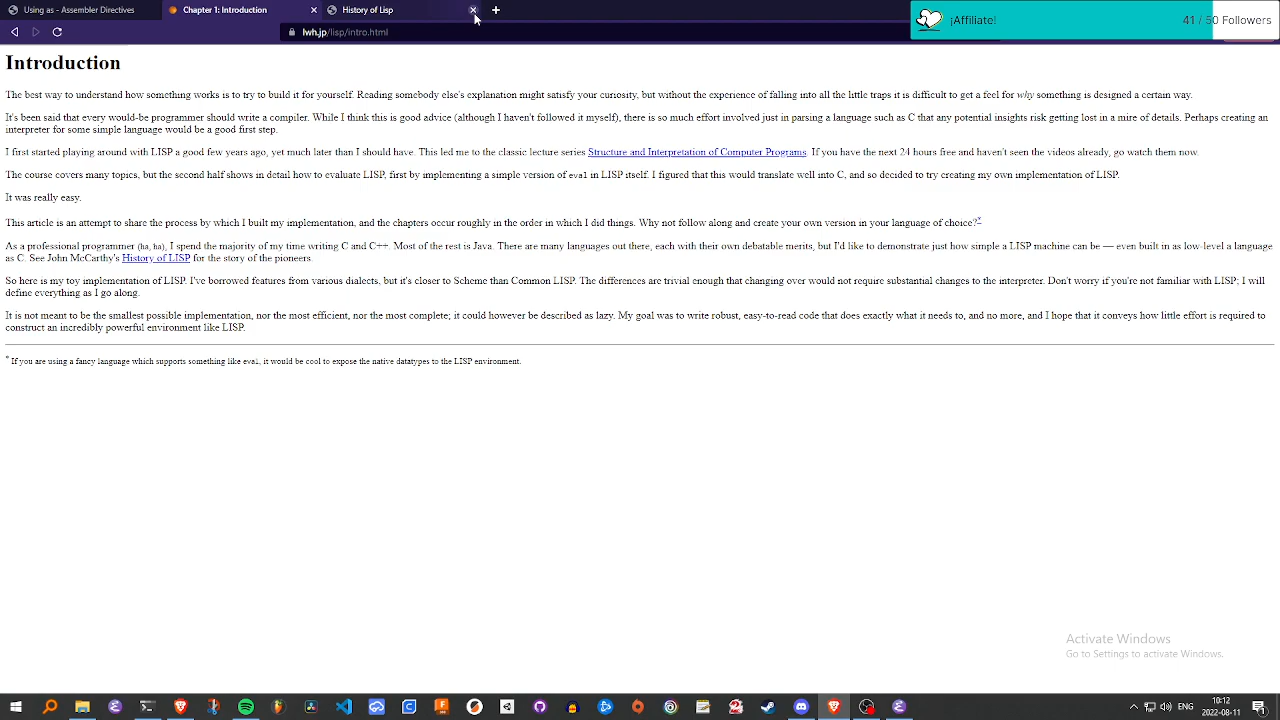 Using as - Assembler Directives
Chapter 1: Introduction
History of Lisp
¡Affiliate!
41 / 50 Followers
lwh.jp/lisp/intro.html
Introduction
The best way to understand how something works is to try to build it for yourself. Reading somebody else's explanation might satisfy your curiosity, but without the experience of falling into all the little traps it is difficult to get a feel for why something is designed a certain way.
It's been said that every would-be programmer should write a compiler. While I think this is good advice (although I haven't followed it myself), there is so much effort involved just in parsing a language such as C that any potential insights risk getting lost in a mire of details. Perhaps creating an
interpreter for some simple language would be a good first step.
I first started playing around with LISP a good few years ago, yet much later than I should have. This led me to the classic lecture series Structure and Interpretation of Computer Programs. If you have the next 24 hours free and haven't seen the videos already, go watch them now.
The course covers many topics, but the second half shows in detail how to evaluate LISP, first by implementing a simple version of eval in LISP itself. I figured that this would translate well into C, and so decided to try creating my own implementation of LISP.
It was really easy.
This article is an attempt to share the process by which I built my implementation, and the chapters occur roughly in the order in which I did things. Why not follow along and create your own version in your language of choice?*
As a professional programmer (ha, ha), I spend the majority of my time writing C and C++. Most of the rest is Java. There are many languages out there, each with their own debatable merits, but I'd like to demonstrate just how simple a LISP machine can be — even built in as low-level a language
as C. See John McCarthy's History of LISP for the story of the pioneers.
So here is my toy implementation of LISP. I've borrowed features from various dialects, but it's closer to Scheme than Common LISP. The differences are trivial enough that changing over would not require substantial changes to the interpreter. Don't worry if you're not familiar with LISP; I will
define everything as I go along.
It is not meant to be the smallest possible implementation, nor the most efficient, nor the most complete; it could however be described as lazy. My goal was to write robust, easy-to-read code that does exactly what it needs to, and no more, and I hope that it conveys how little effort is required to
construct an incredibly powerful environment like LISP.
* If you are using a fancy language which supports something like eval, it would be cool to expose the native datatypes to the LISP environment.
Activate Windows
Go to Settings to activate Windows.
ENG
10:12
2022-08-11